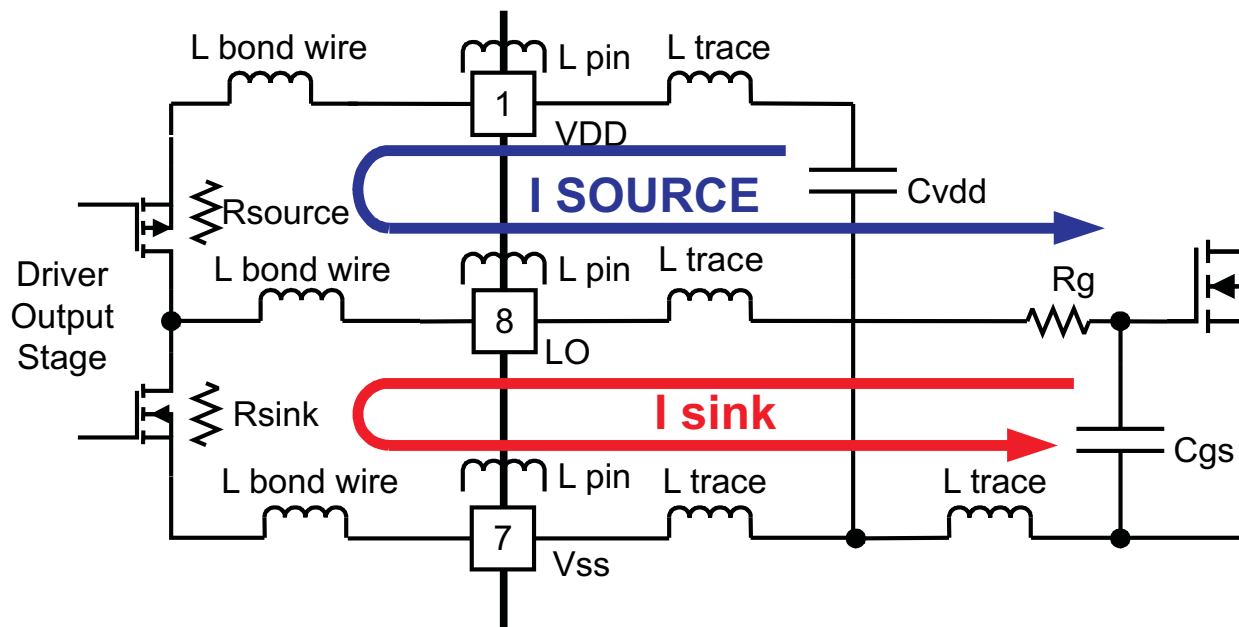 L bond wire
L pin
L trace
1
VDD
I SOURCE
Cvdd
Rsource
L bond wire
L pin
L trace
Rg
Driver
Output
Stage
8
LO
I sink
Rsink
Cgs
L bond wire
L pin
L trace
L trace
7
Vss